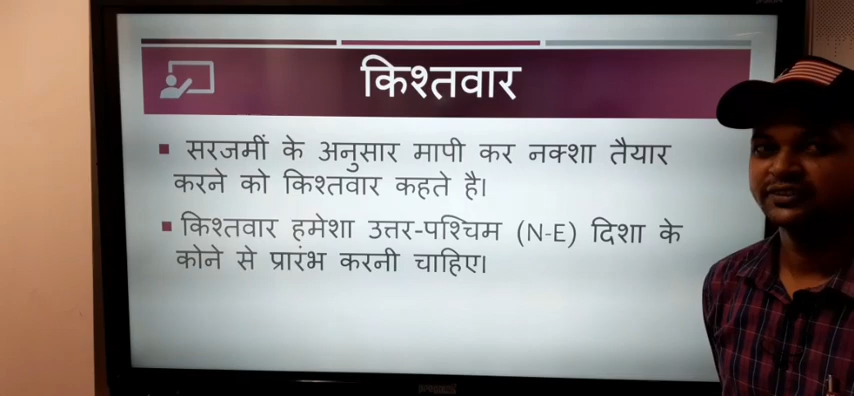 किश्तवार
सरजमीं के अनुसार मापी कर नक्शा तैयार
करने को किश्तवार कहते है।
किश्तवार हमेशा उत्तर-पश्चिम (N-E) दिशा के
कोने से प्रारंभ करनी चाहिए।